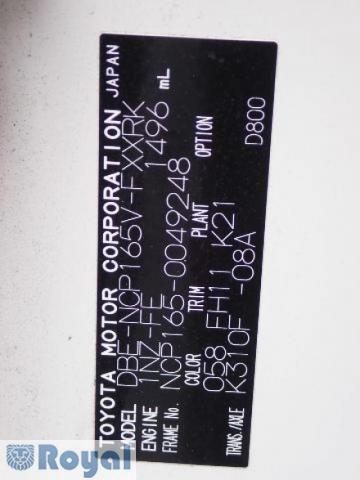 TOYOTA MOTOR CORPORATION JAPAN
MODEL DBE-NCP165V-FXXRK
ENGINE 1NZ-FE 1496 mL
FRAME No. NCP165-0049248
COLOR TRIM PLANT OPTION
058 FH11 K21
TRANS./AXLE K310F -08A D800
Royal